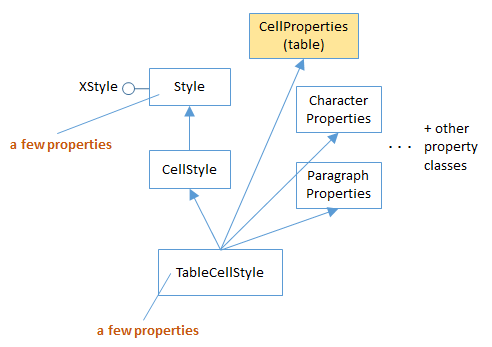 CellProperties
(table)
XStyle
Style
Character
Properties
a few properties
. . .
+ other
property
classes
CellStyle
Paragraph
Properties
TableCellStyle
a few properties